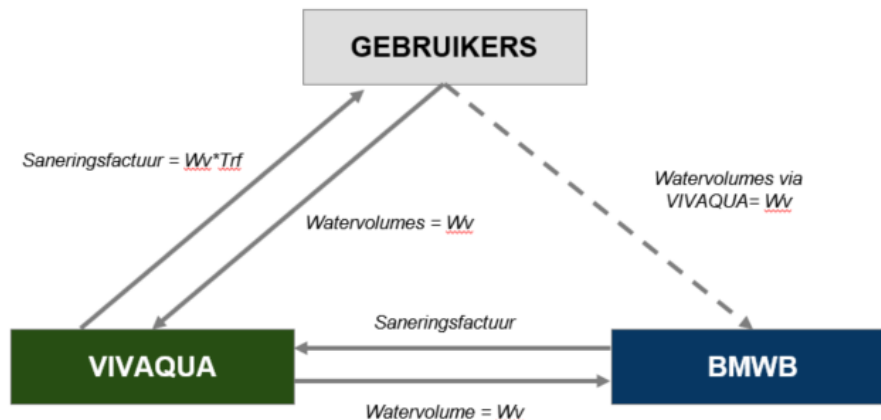 GEBRUIKERS
Saneringsfactuur = Wv*Trf
Watervolumes via
VIVAQUA= Wv
Watervolumes = Wv
Saneringsfactuur
VIVAQUA
BMWB
Watervolume = Wv